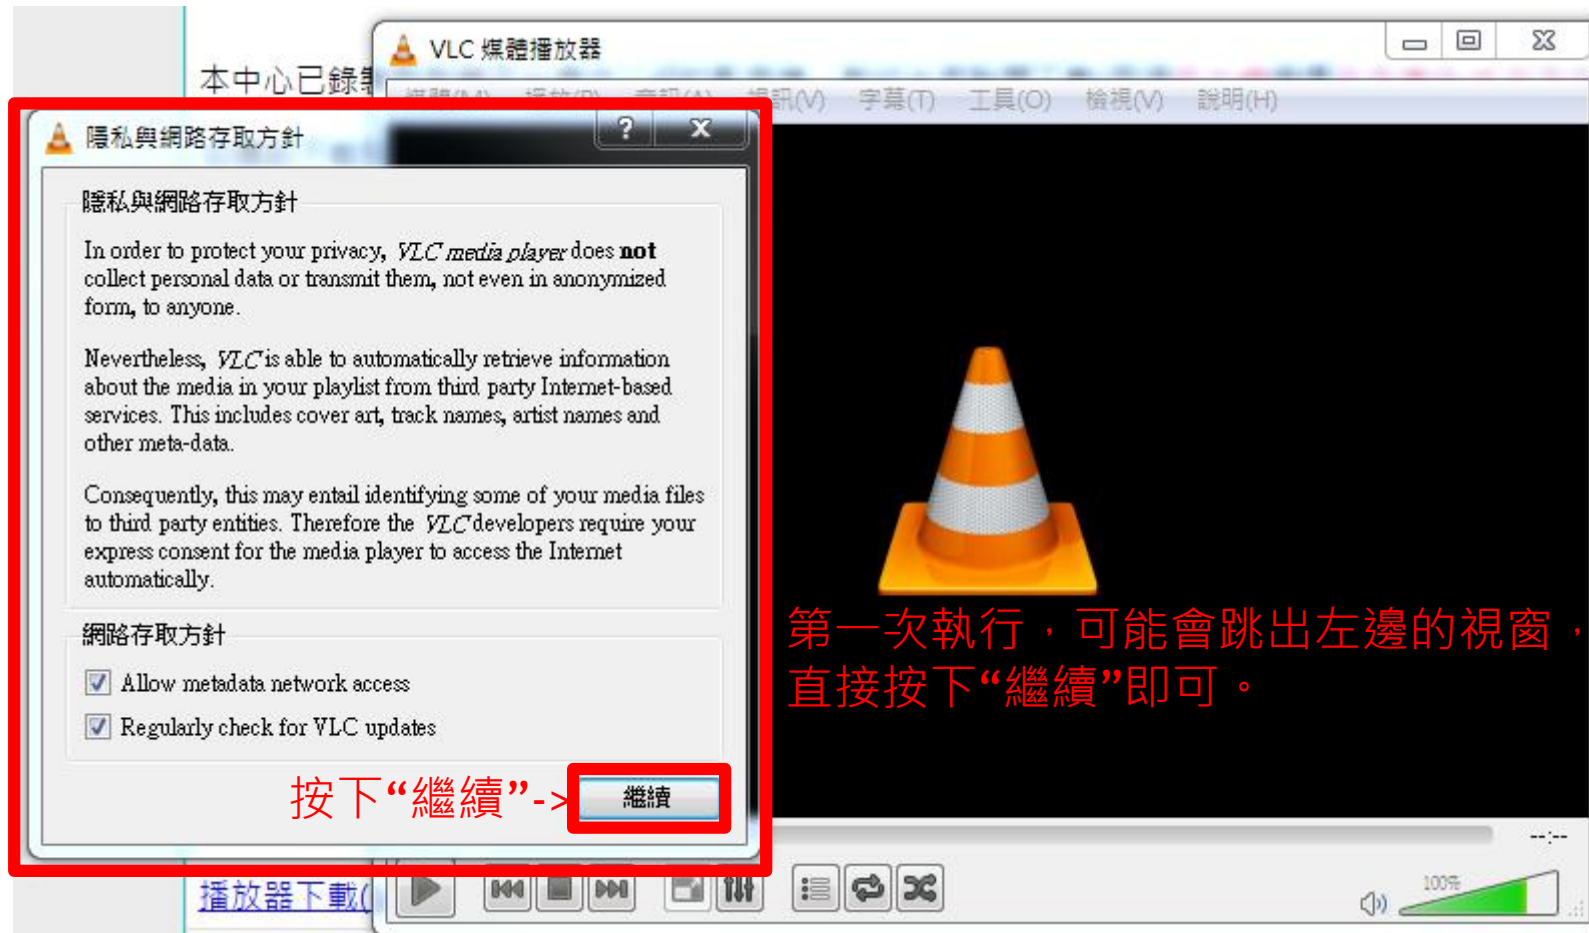 VLC 媒體播放器
本中心已錄製
媒體(M) 播放(P) 音訊(A) 視訊(V) 字幕(T) 工具(O) 檢視(V) 說明(H)
隱私與網路存取方針
隱私與網路存取方針
In order to protect your privacy, VLC media player does not
collect personal data or transmit them, not even in anonymized
form, to anyone.
Nevertheless, VLC is able to automatically retrieve information
about the media in your playlist from third party Internet-based
services. This includes cover art, track names, artist names and
other meta-data.
Consequently, this may entail identifying some of your media files
to third party entities. Therefore the VLC developers require your
express consent for the media player to access the Internet
automatically.
網路存取方針
Allow metadata network access
Regularly check for VLC updates
按下“繼續”->
繼續
第一次執行，可能會跳出左邊的視窗，
直接按下“繼續”即可。
--:--
播放器下載(
100%